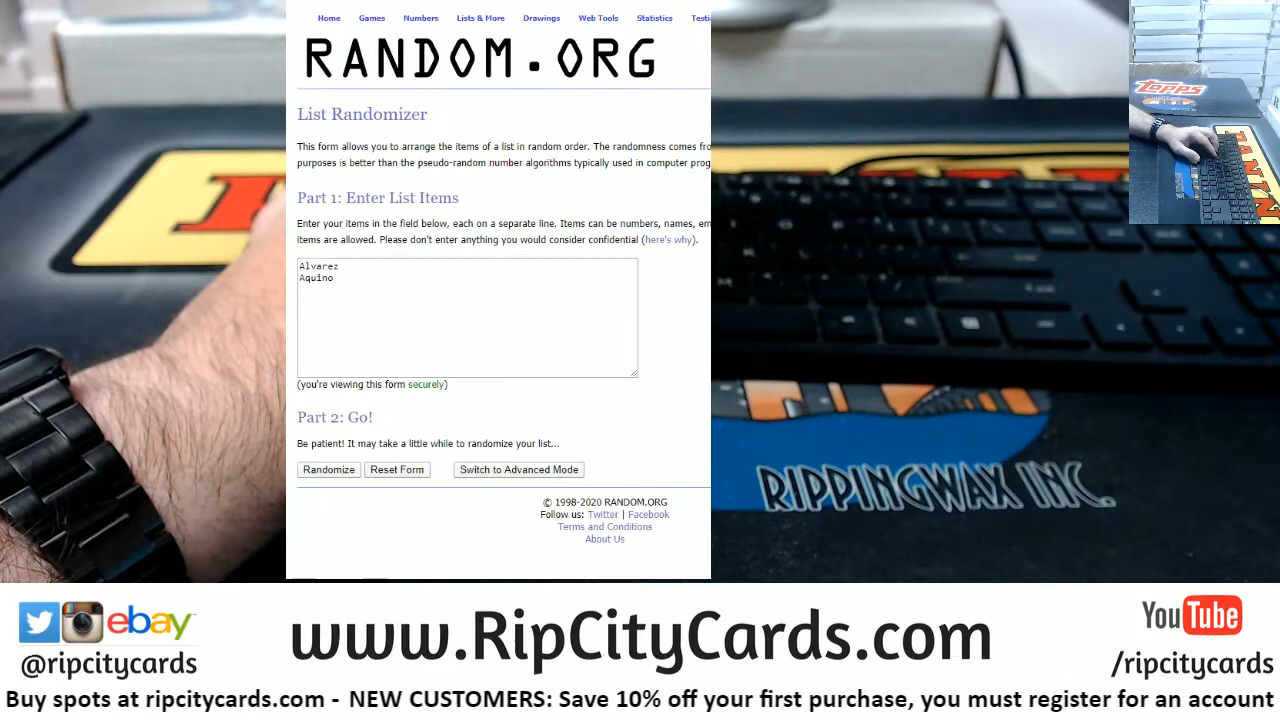 Home Games Numbers Lists & More Drawings Web Tools Statistics Testi
RANDOM.ORG
List Randomizer
This form allows you to arrange the items of a list in random order. The randomness comes fro
purposes is better than the pseudo-random number algorithms typically used in computer prog
Part 1: Enter List Items
Enter your items in the field below, each on a separate line. Items can be numbers, names, em
items are allowed. Please don't enter anything you would consider confidential (here's why).
Alvarez
Aquino
(you're viewing this form securely)
Part 2: Go!
Be patient! It may take a little while to randomize your list...
Randomize Reset Form Switch to Advanced Mode
© 1998-2020 RANDOM.ORG
Follow us: Twitter | Facebook
Terms and Conditions
About Us
topps
PANIN
RIPPINGWAX INC.
ebay
@ripcitycards
www.RipCityCards.com
YouTube
/ripcitycards
Buy spots at ripcitycards.com - NEW CUSTOMERS: Save 10% off your first purchase, you must register for an account